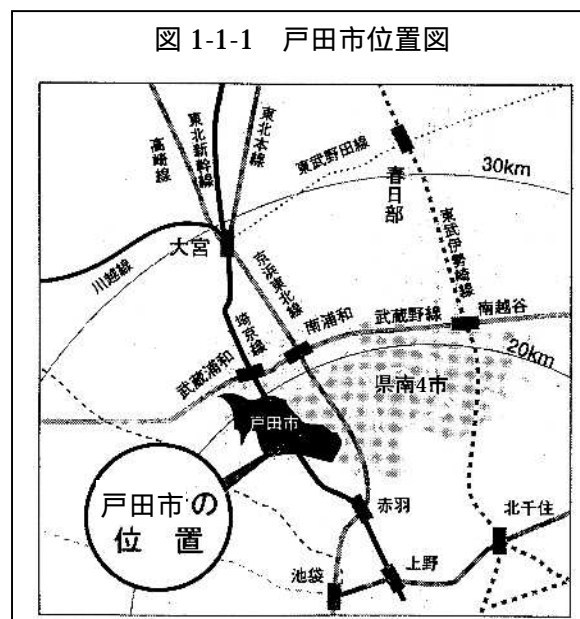 図 1-1-1 戸田市位置図
高崎線
東北新幹線
東北本線
東武野田線
30km
春日部
大宮
東武伊勢崎線
川越線
京浜東北線
武蔵野線
南越谷
埼京線
南浦和
20km
武蔵浦和
県南4市
戸田市
戸田市の
位 置
赤羽
北千住
上野
池袋